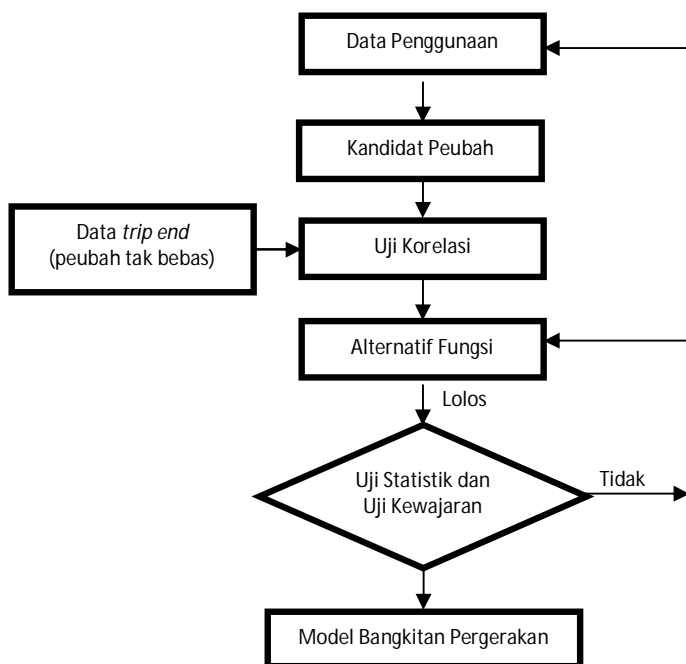 Data Penggunaan
Kandidat Peubah
Data trip end
(peubah tak bebas)
Uji Korelasi
Alternatif Fungsi
Lolos
Uji Statistik dan
Uji Kewajaran
Tidak
Model Bangkitan Pergerakan